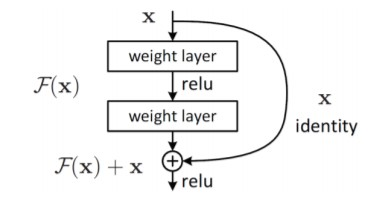 x
weight layer
F(x)
relu
x
weight layer
identity
F(x) + x
+
relu